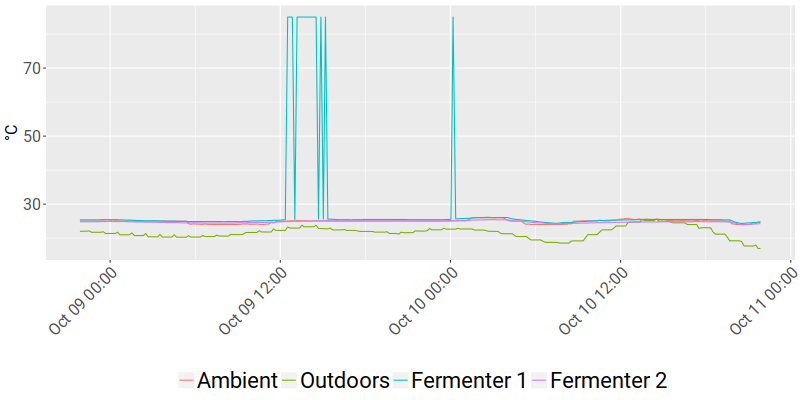 70
50
30
°C
Oct 09 00:00
Oct 09 12:00
Oct 10 00:00
Oct 10 12:00
Oct 11 00:00
Ambient Outdoors Fermenter 1 Fermenter 2